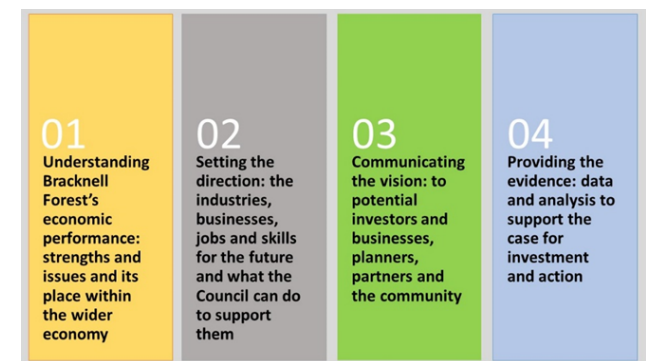 01
Understanding
Bracknell
Forest's
economic
performance:
strengths and
issues and its
place within
the wider
economy
02
Setting the
direction: the
industries,
businesses,
jobs and skills
for the future
and what the
Council can do
to support
them
03
Communicating
the vision: to
potential
investors and
businesses,
planners,
partners and
the community
04
Providing the
evidence: data
and analysis to
support the
case for
investment
and action